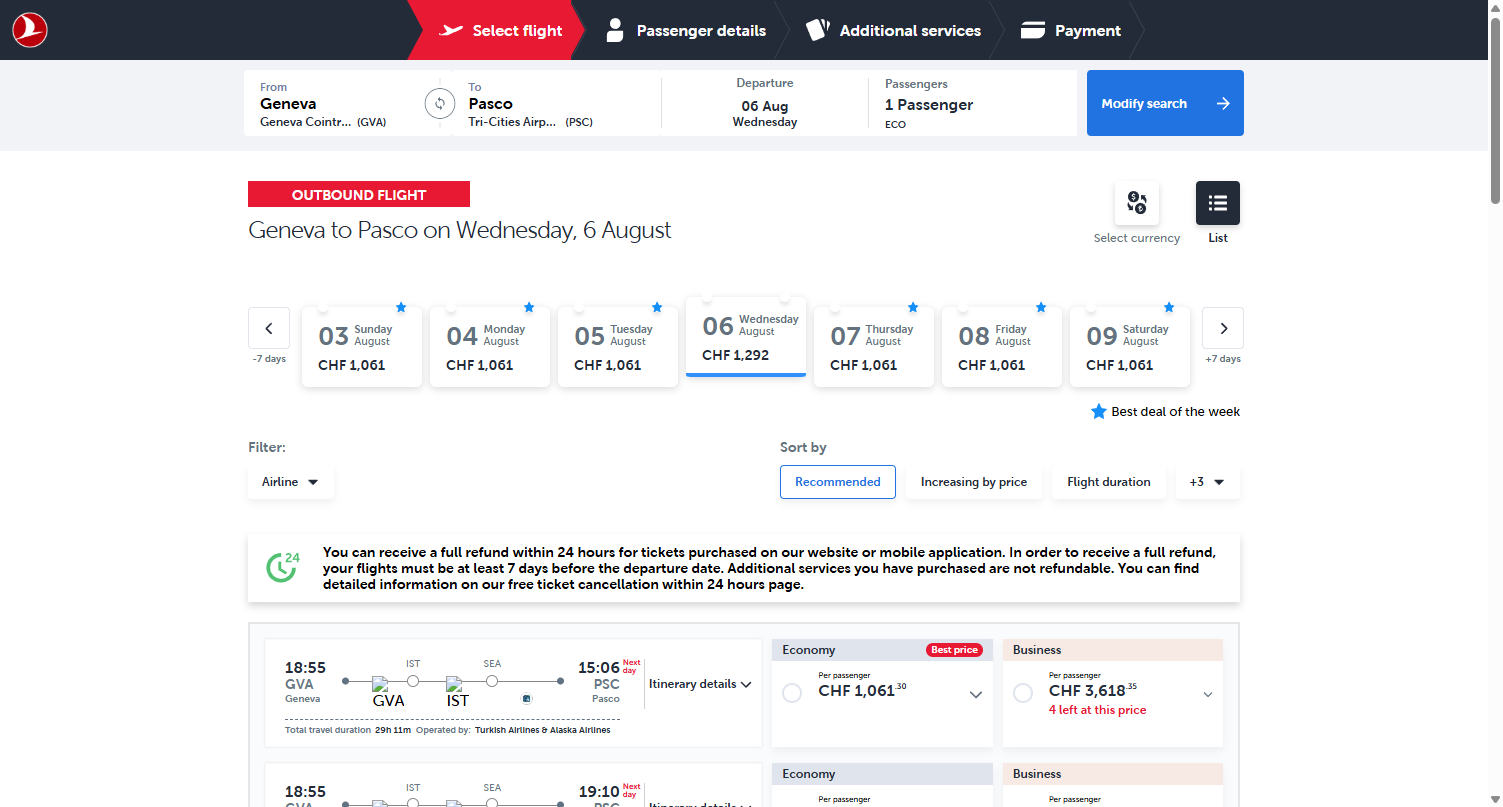 Select flight
Passenger details
Additional services
Payment
From
Geneva
Geneva Cointr... (GVA)
To
Pasco
Tri-Cities Airp... (PSC)
Departure
06 Aug
Wednesday
Passengers
1 Passenger
ECO
Modify search
OUTBOUND FLIGHT
Geneva to Pasco on Wednesday, 6 August
Select currency
List
-7 days
03 Sunday August
CHF 1,061
04 Monday August
CHF 1,061
05 Tuesday August
CHF 1,061
06 Wednesday August
CHF 1,292
07 Thursday August
CHF 1,061
08 Friday August
CHF 1,061
09 Saturday August
CHF 1,061
+7 days
Best deal of the week
Filter:
Airline
Sort by
Recommended
Increasing by price
Flight duration
+3
24
You can receive a full refund within 24 hours for tickets purchased on our website or mobile application. In order to receive a full refund,
your flights must be at least 7 days before the departure date. Additional services you have purchased are not refundable. You can find
detailed information on our free ticket cancellation within 24 hours page.
18:55
GVA
Geneva
IST
SEA
GVA
IST
15:06 Next day
PSC
Pasco
Itinerary details
Total travel duration 29h 11m Operated by: Turkish Airlines & Alaska Airlines
Economy
Best price
Per passenger
CHF 1,061.30
Business
Per passenger
CHF 3,618.35
4 left at this price
18:55
GVA
IST
SEA
19:10 Next day
PSC
Itinerary details
Economy
Per passenger
Business
Per passenger